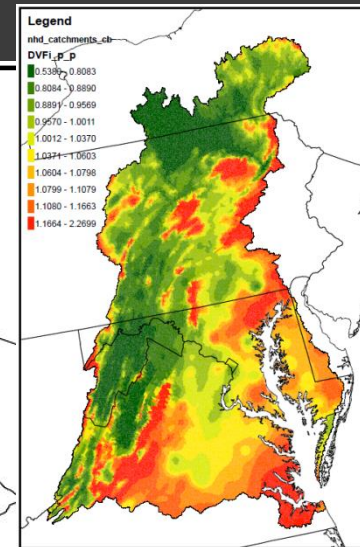 Legend
nhd_catchments_cb
DVFi_p_p
0.5389 - 0.8083
0.8084 - 0.8890
0.8891 - 0.9569
0.9570 - 1.0011
1.0012 - 1.0370
1.0371 - 1.0603
1.0604 - 1.0798
1.0799 - 1.1079
1.1080 - 1.1663
1.1664 - 2.2699